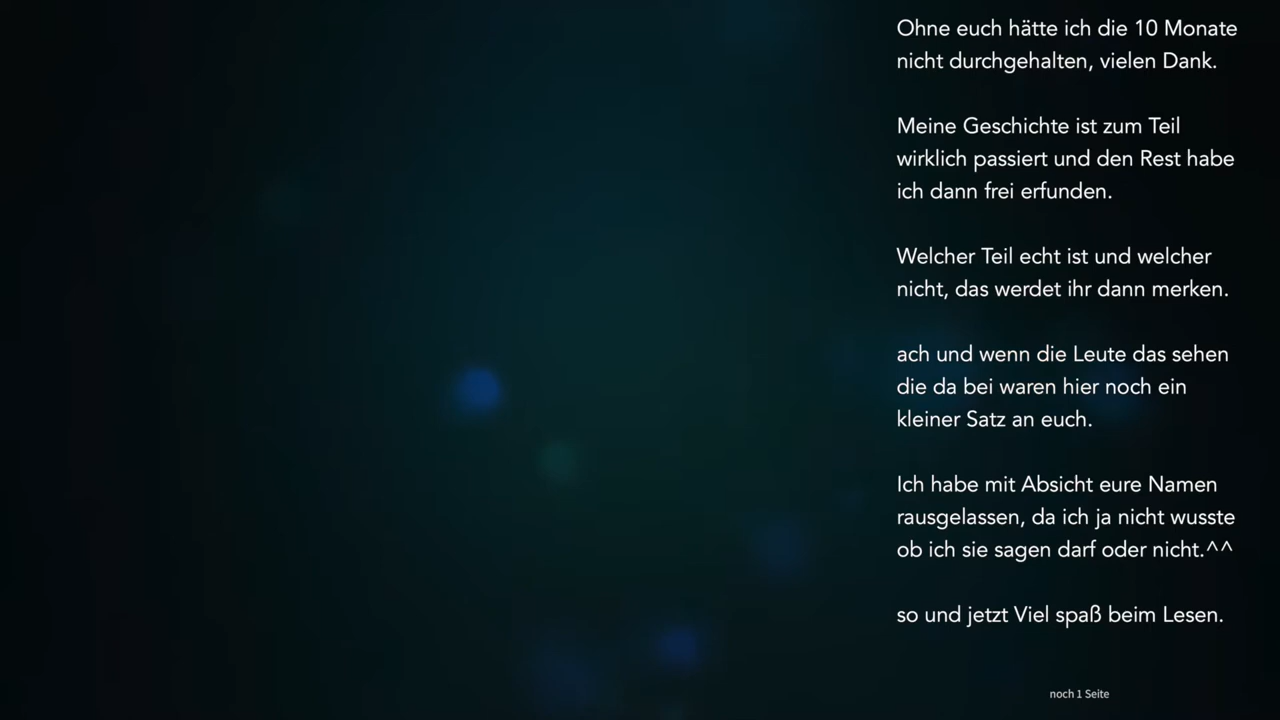 Ohne euch hätte ich die 10 Monate
nicht durchgehalten, vielen Dank.
Meine Geschichte ist zum Teil
wirklich passiert und den Rest habe
ich dann frei erfunden.
Welcher Teil echt ist und welcher
nicht, das werdet ihr dann merken.
ach und wenn die Leute das sehen
die da bei waren hier noch ein
kleiner Satz an euch.
Ich habe mit Absicht eure Namen
rausgelassen, da ich ja nicht wusste
ob ich sie sagen darf oder nicht.^^
so und jetzt Viel spaß beim Lesen.
noch 1 Seite